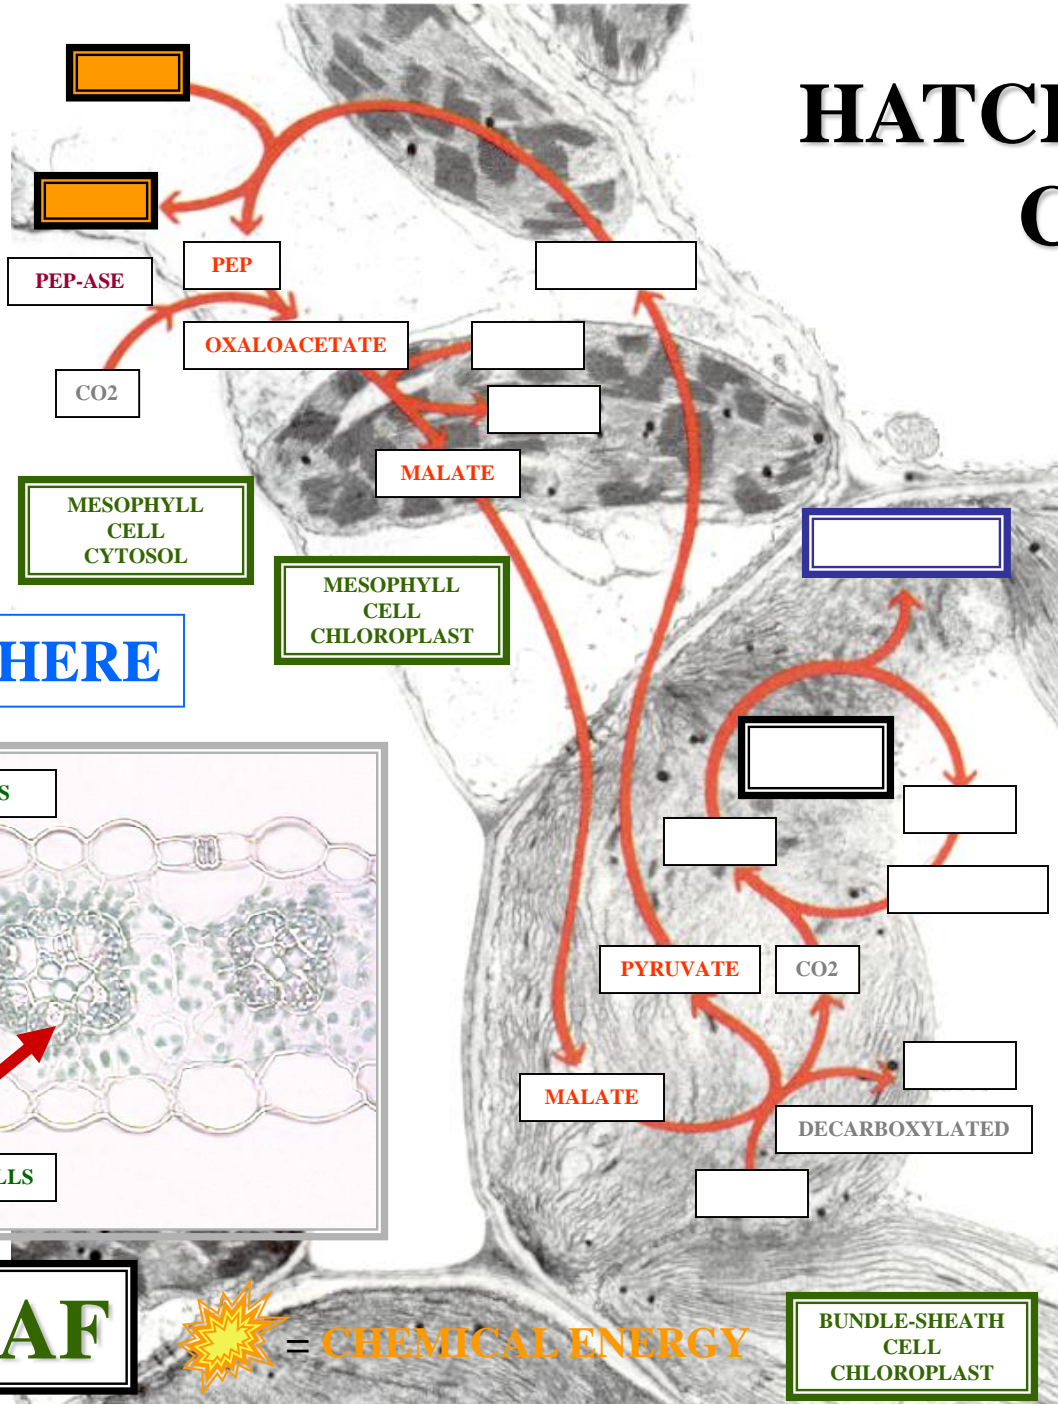 HATCH
C
PEP-ASE
PEP
OXALOACETATE
CO2
MALATE
MESOPHYLL
CELL
CYTOSOL
MESOPHYLL
CELL
CHLOROPLAST
HERE
S
PYRUVATE
CO2
MALATE
DECARBOXYLATED
LLS
AF
= CHEMICAL ENERGY
BUNDLE-SHEATH
CELL
CHLOROPLAST